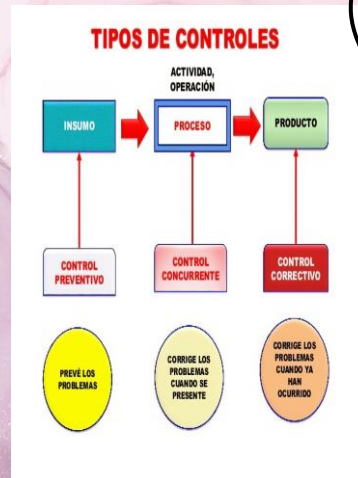 TIPOS DE CONTROLES
ACTIVIDAD,
OPERACIÓN
INSUMO
PROCESO
PRODUCTO
CONTROL
PREVENTIVO
CONTROL
CONCURRENTE
CONTROL
CORRECTIVO
PREVÉ LOS
PROBLEMAS
CORRIGE LOS
PROBLEMAS
CUANDO SE
PRESENTE
CORRIGE LOS
PROBLEMAS
CUANDO YA
HAN
OCURRIDO